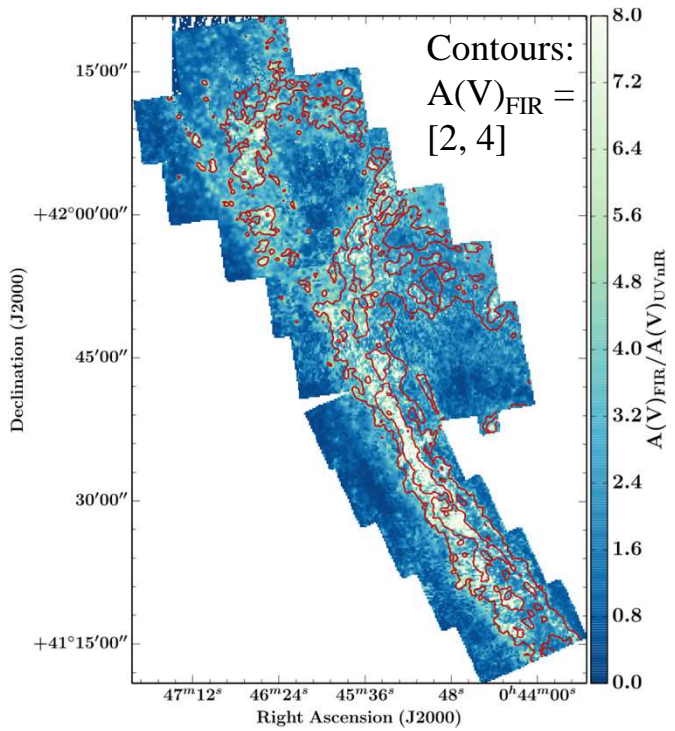 Contours:
A(V)FIR =
[2, 4]
15′00″
+42°00′00″
45′00″
30′00″
+41°15′00″
Declination (J2000)
47ᵐ12ˢ
46ᵐ24ˢ
45ᵐ36ˢ
48ˢ
0ʰ44ᵐ00ˢ
Right Ascension (J2000)
8.0
7.2
6.4
5.6
4.8
4.0
3.2
2.4
1.6
0.8
0.0
A(V)FIR/A(V)UVnIR